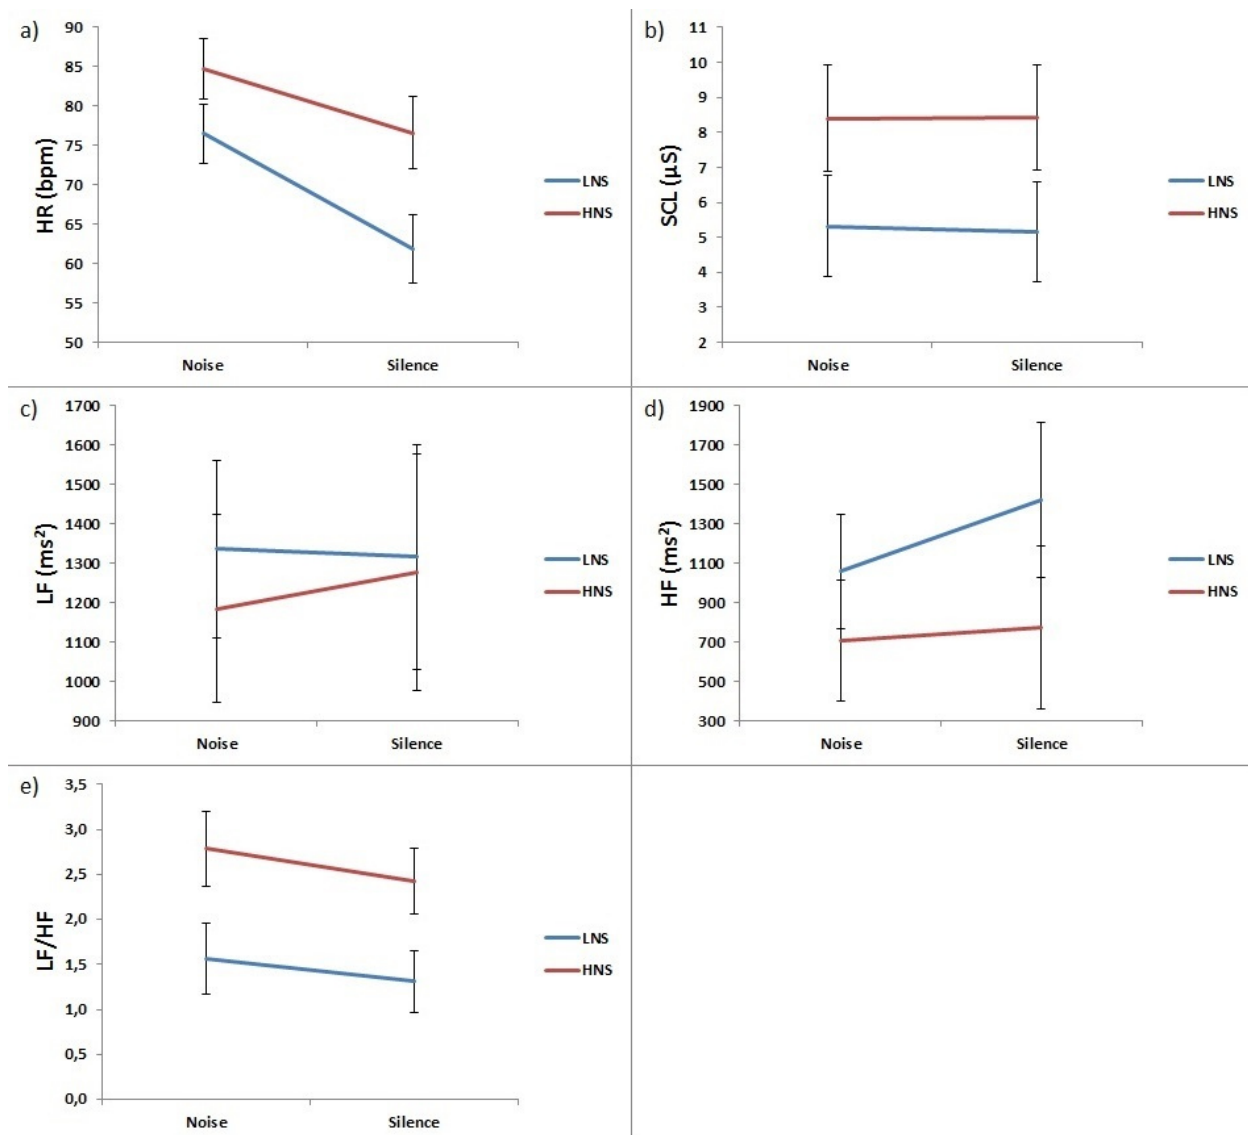 a)
HR (bpm)
90
85
80
75
70
65
60
55
50
Noise
Silence
LNS
HNS
b)
SCL (μS)
11
10
9
8
7
6
5
4
3
2
Noise
Silence
LNS
HNS
c)
LF (ms²)
1700
1600
1500
1400
1300
1200
1100
1000
900
Noise
Silence
LNS
HNS
d)
HF (ms²)
1900
1700
1500
1300
1100
900
700
500
300
Noise
Silence
LNS
HNS
e)
LF/HF
3,5
3,0
2,5
2,0
1,5
1,0
0,5
0,0
Noise
Silence
LNS
HNS